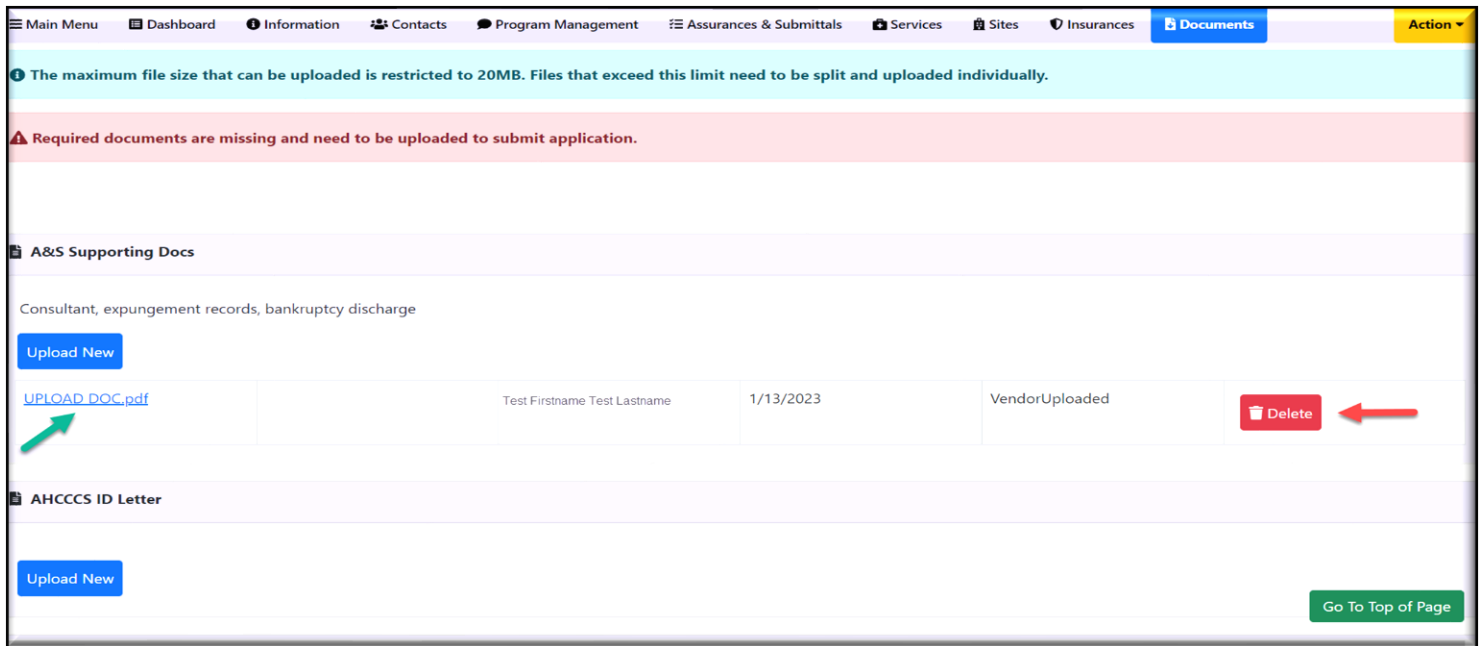 Main Menu Dashboard Information Contacts Program Management Assurances & Submittals Services Sites Insurances Documents Action
The maximum file size that can be uploaded is restricted to 20MB. Files that exceed this limit need to be split and uploaded individually.
Required documents are missing and need to be uploaded to submit application.
A&S Supporting Docs
Consultant, expungement records, bankruptcy discharge
Upload New
UPLOAD DOC.pdf Test Firstname Test Lastname 1/13/2023 VendorUploaded Delete
AHCCCS ID Letter
Upload New
Go To Top of Page